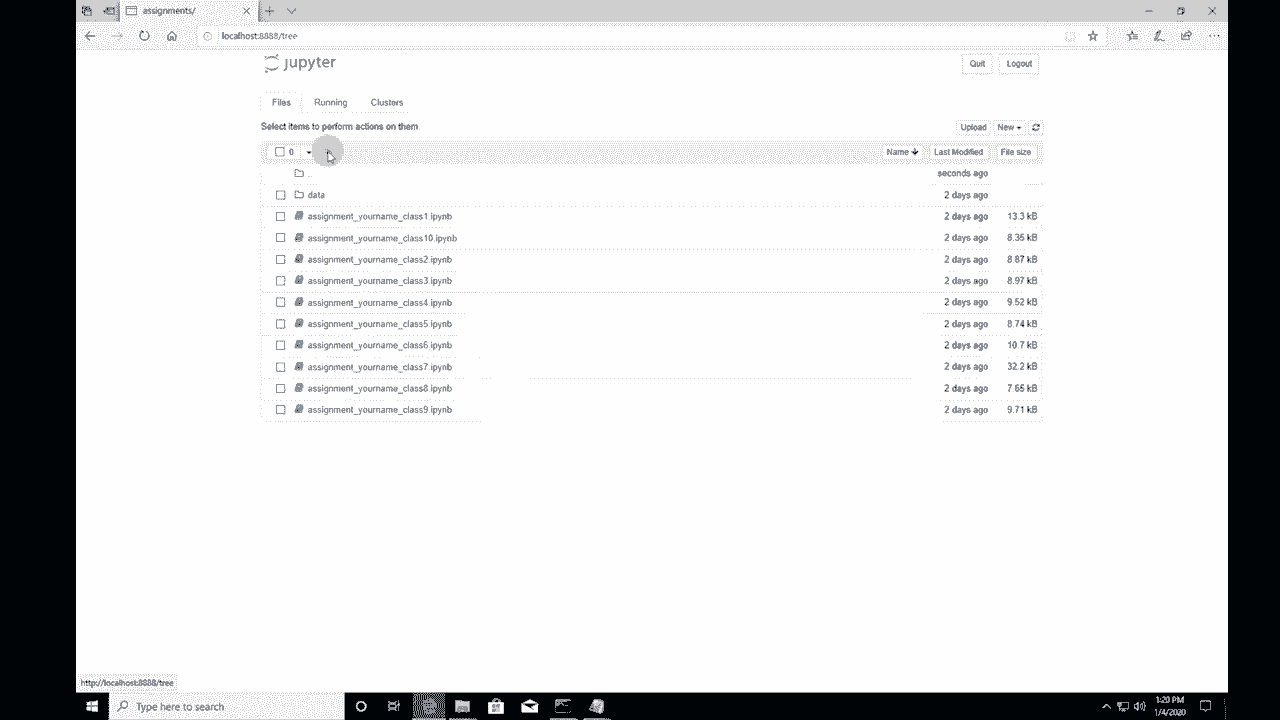 assignments/
localhost:8888/tree
jupyter
Quit Logout
Files Running Clusters
Select items to perform actions on them.
Upload New
0 Name Last Modified File size
.. seconds ago
data 2 days ago
assignment_yourname_class1.ipynb 2 days ago 13.3 kB
assignment_yourname_class10.ipynb 2 days ago 8.35 kB
assignment_yourname_class2.ipynb 2 days ago 8.87 kB
assignment_yourname_class3.ipynb 2 days ago 8.97 kB
assignment_yourname_class4.ipynb 2 days ago 9.52 kB
assignment_yourname_class5.ipynb 2 days ago 8.74 kB
assignment_yourname_class6.ipynb 2 days ago 10.7 kB
assignment_yourname_class7.ipynb 2 days ago 32.2 kB
assignment_yourname_class8.ipynb 2 days ago 7.65 kB
assignment_yourname_class9.ipynb 2 days ago 9.71 kB
http://localhost:8888/tree
Type here to search
1:20 PM
1/4/2020